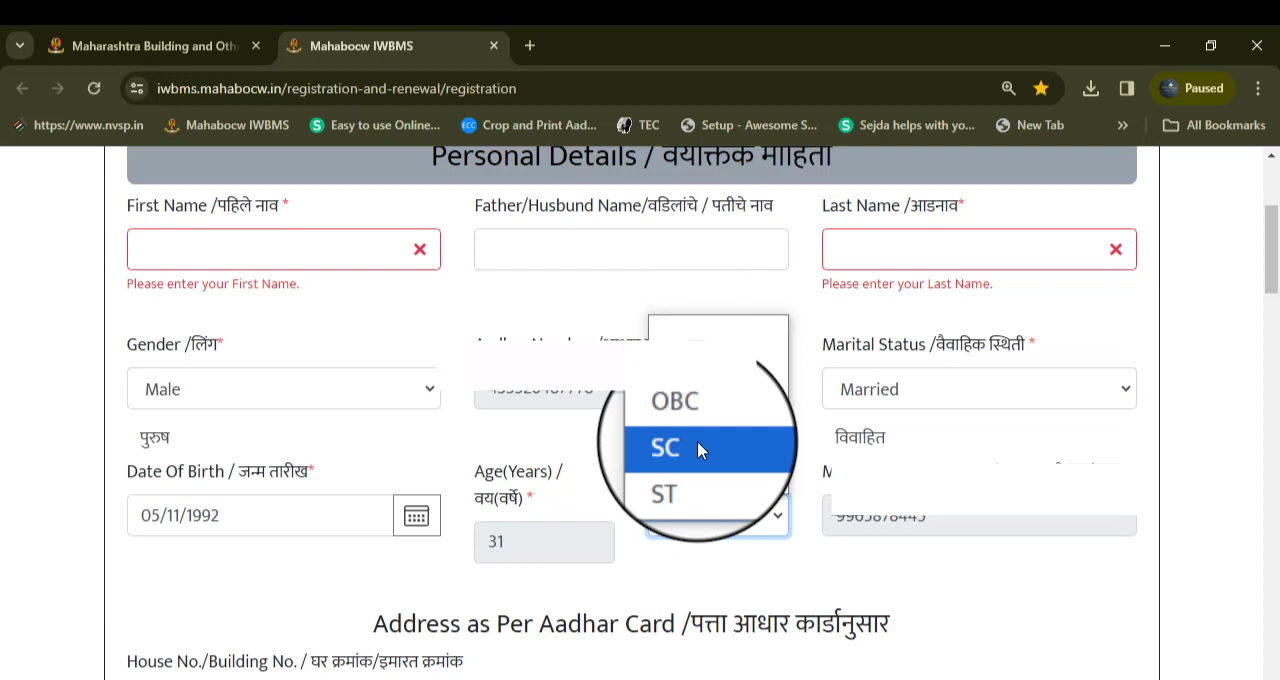 Maharashtra Building and Oth
Mahabocw IWBMS
iwbms.mahabocw.in/registration-and-renewal/registration
Paused
https://www.nvsp.in
Mahabocw IWBMS
Easy to use Online...
Crop and Print Aad...
TEC
Setup - Awesome S...
Sejda helps with yo...
New Tab
All Bookmarks
Personal Details / वैयक्तिक माहिती
First Name /पहिले नाव *
Father/Husbund Name/वडिलांचे / पतीचे नाव
Last Name /आडनाव*
Please enter your First Name.
Please enter your Last Name.
Gender /लिंग*
Marital Status /वैवाहिक स्थिती *
Male
Married
OBC
SC
ST
पुरुष
विवाहित
Date Of Birth / जन्म तारीख*
Age(Years) /
वय(वर्षे) *
05/11/1992
31
Address as Per Aadhar Card /पत्ता आधार कार्डानुसार
House No./Building No. / घर क्रमांक/इमारत क्रमांक